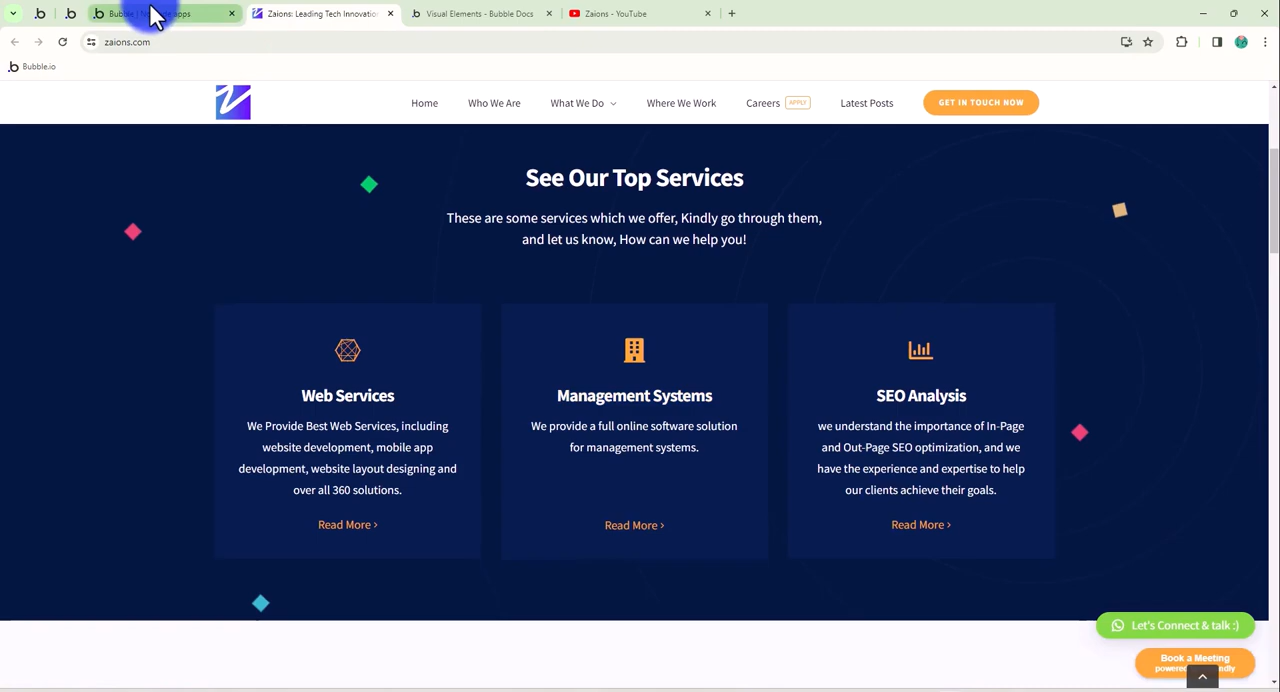 Bubble | apps
Zaions: Leading Tech Innovatio
Visual Elements - Bubble Docs
Zaions - YouTube
zaions.com
Bubble.io
Home
Who We Are
What We Do
Where We Work
Careers APPLY
Latest Posts
GET IN TOUCH NOW
See Our Top Services
These are some services which we offer, Kindly go through them,
and let us know, How can we help you!
Web Services
We Provide Best Web Services, including
website development, mobile app
development, website layout designing and
over all 360 solutions.
Read More >
Management Systems
We provide a full online software solution
for management systems.
Read More >
SEO Analysis
we understand the importance of In-Page
and Out-Page SEO optimization, and we
have the experience and expertise to help
our clients achieve their goals.
Read More >
Let's Connect & talk :)
Book a Meeting
powered